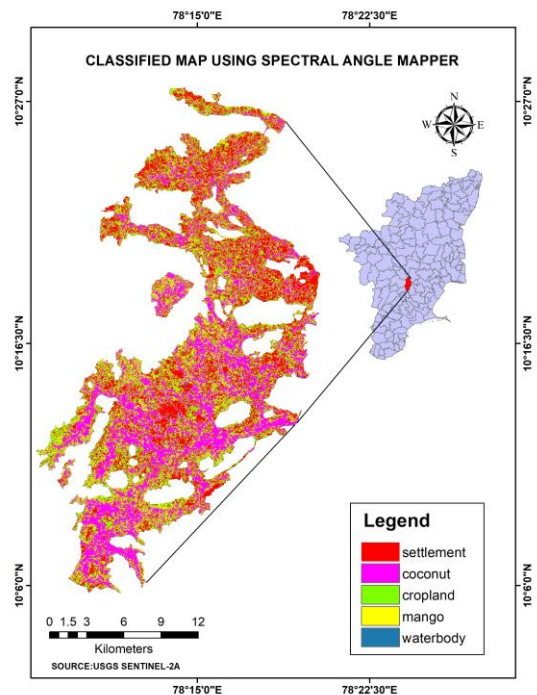 78°15'0"E 78°22'30"E
CLASSIFIED MAP USING SPECTRAL ANGLE MAPPER
10°27'0"N 10°27'0"N
N
W E
S
10°16'30"N 10°16'30"N
Legend
settlement
coconut
cropland
mango
waterbody
10°6'0"N 10°6'0"N
0 1.5 3 6 9 12
Kilometers
SOURCE:USGS SENTINEL-2A
78°15'0"E 78°22'30"E